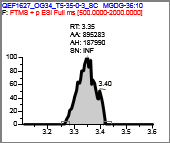 QEF1627_OG34_T5-35-0-3_SC MGDG-36:10
F: FTMS + p ESI Full ms [500.0000-2000.0000]
RT: 3.35
AA: 895283
AH: 187990
SN: INF
100
80
60
40
20
0
3.40
3.2 3.3 3.4 3.5 3.6